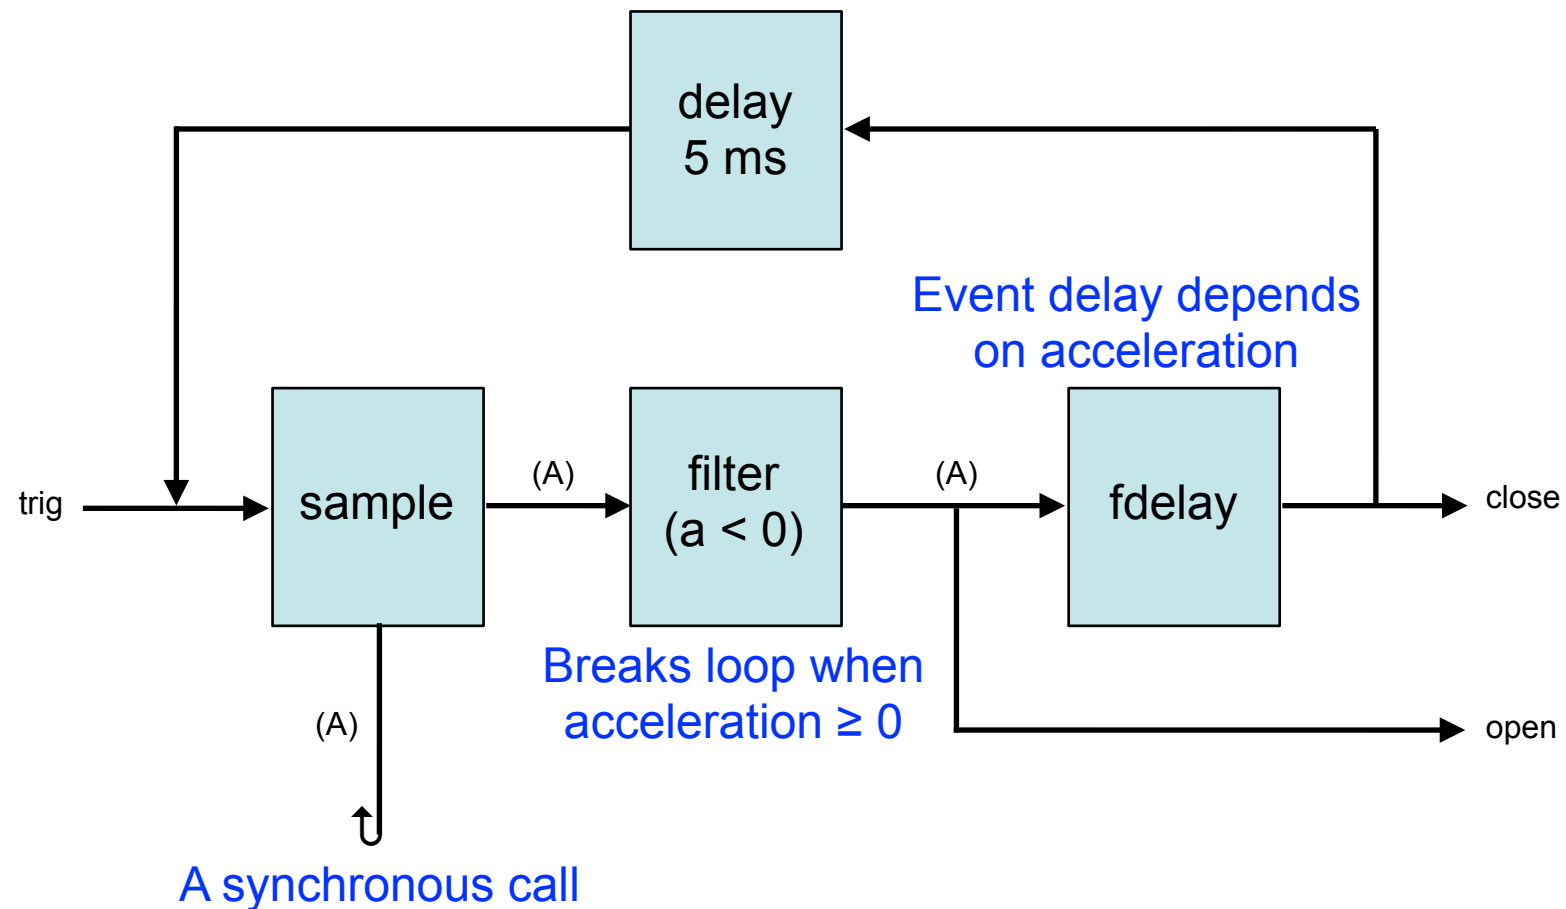 delay
5 ms
Event delay depends
on acceleration
trig
sample
(A)
filter
(a < 0)
(A)
fdelay
close
Breaks loop when
acceleration ≥ 0
(A)
open
A synchronous call